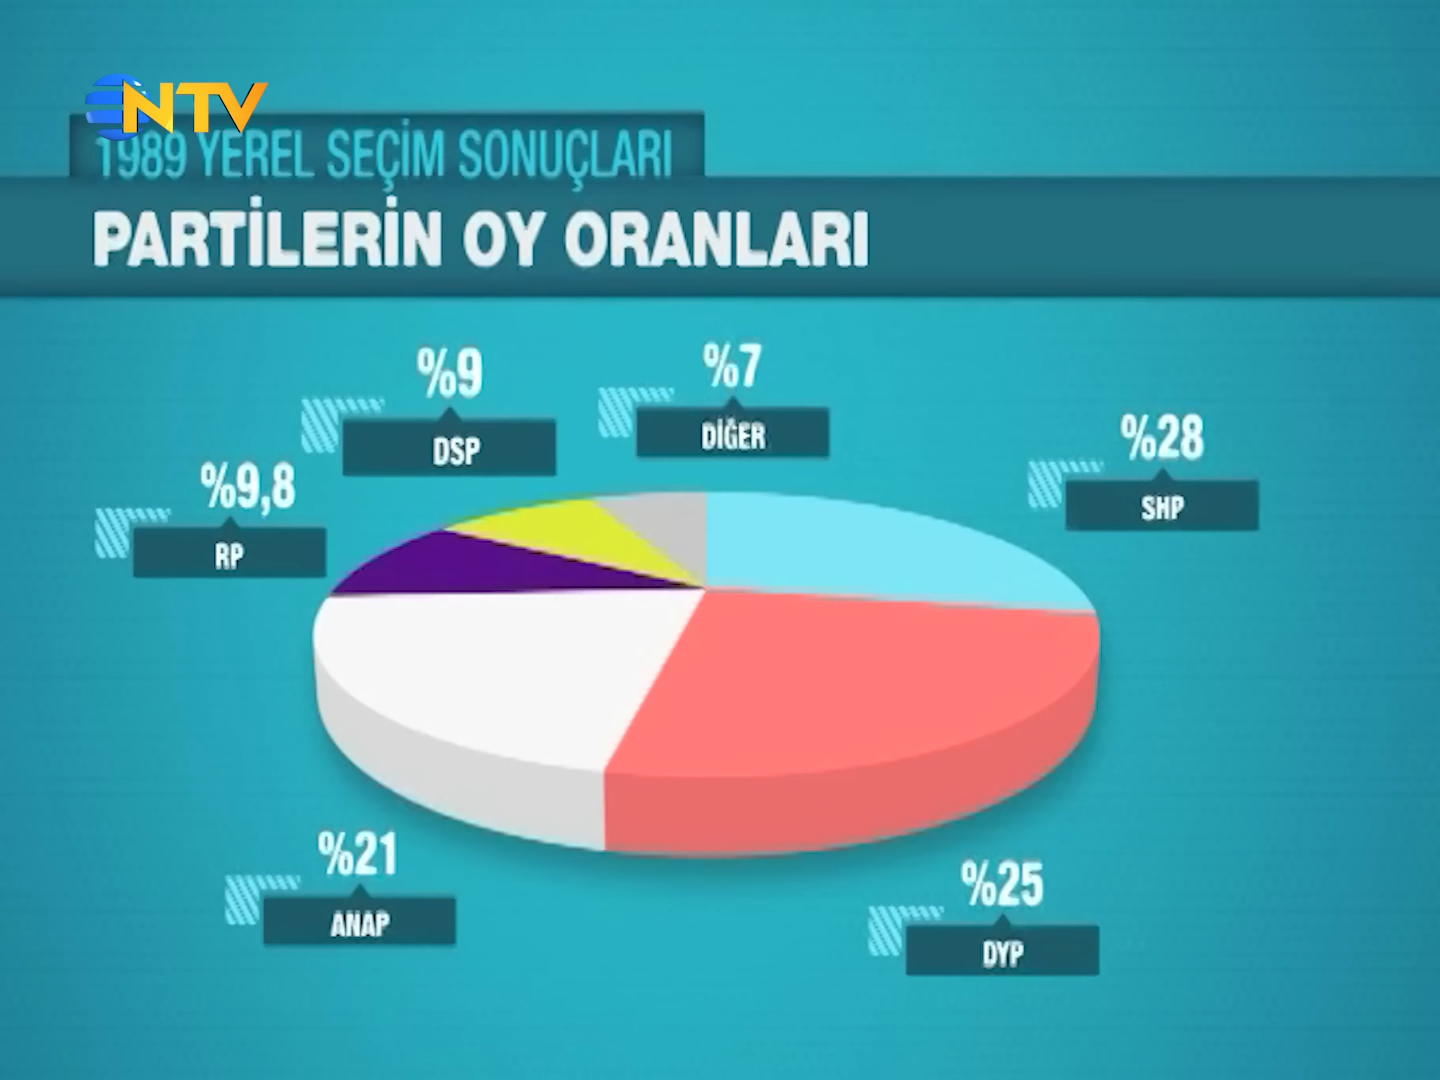 NTV
1989 YEREL SEÇİM SONUÇLARI
PARTİLERİN OY ORANLARI
%9
DSP
%7
DİĞER
%28
SHP
%9,8
RP
%21
ANAP
%25
DYP